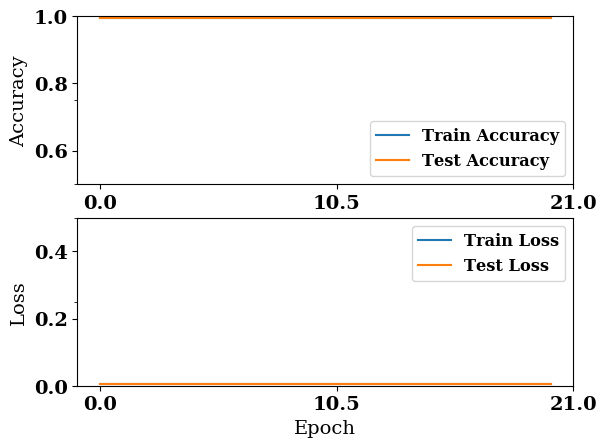 1.0
0.8
0.6
Accuracy
Train Accuracy
Test Accuracy
0.0 10.5 21.0
0.4
0.2
0.0
Loss
Train Loss
Test Loss
0.0 10.5 21.0
Epoch